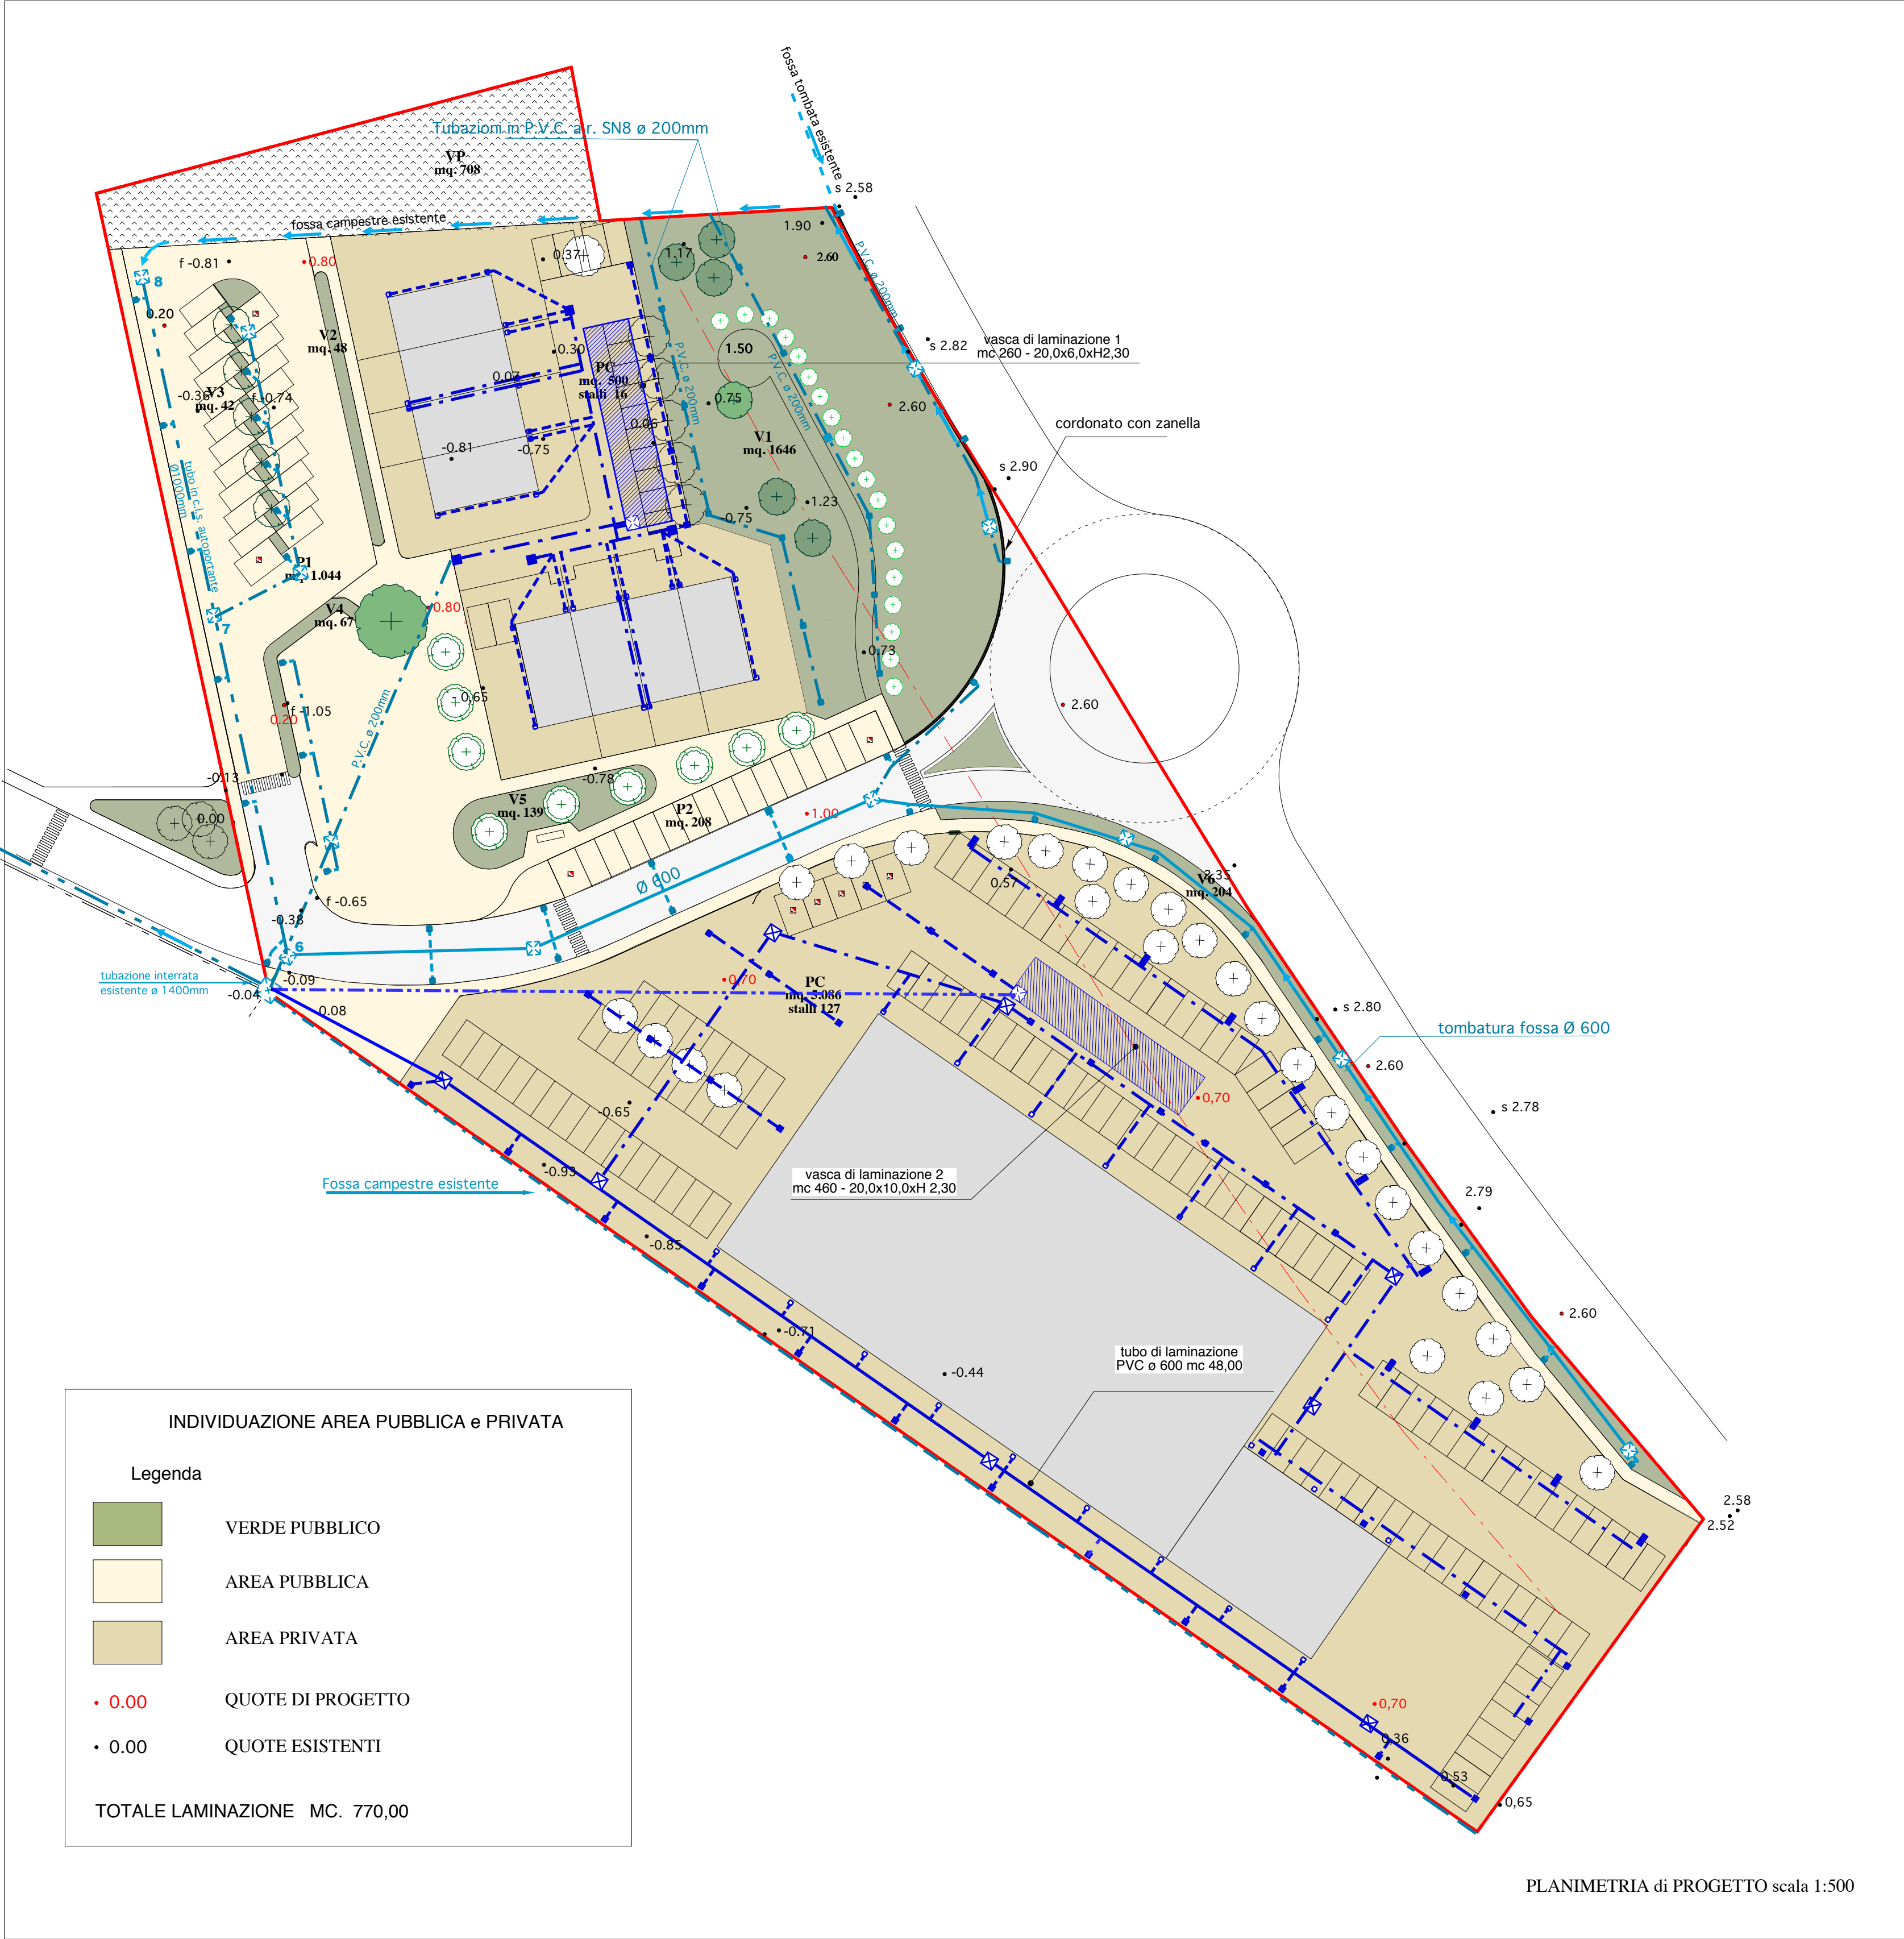 fossa tombata esistente
Tubazioni in P.V.C. a r. SN8 ø 200mm
VP
mq. 708
s 2.58
fossa campestre esistente
1.90
f -0.81
0.80
0.37
1.17
2.60
P.V.C. ø 200mm
8
0.20
V2
mq. 48
1.50
s 2.82
vasca di laminazione 1
mc 260 - 20,0x6,0xH2,30
0.30
0.07
PC
mq. 500
stalli 16
P.V.C. ø 200mm
P.V.C. ø 200mm
V3
mq. 42
-0.36
f -0.74
0.75
2.60
0.06
cordonato con zanella
V1
mq. 1646
-0.81
-0.75
s 2.90
tubo in c.l.s. autoportante
Ø1000mm
1.23
-0.75
P1
mq. 1.044
V4
mq. 67
0.80
7
0.73
-0.65
f -1.05
0.20
2.60
P.V.C. ø 200mm
-0.13
-0.78
V5
mq. 139
0.00
P2
mq. 208
1.00
Ø 600
0.57
2.35
V6
mq. 204
f -0.65
-0.38
6
tubazione interrata
esistente ø 1400mm
-0.09
-0.04
0.08
0,70
PC
mq. 5.086
stalli 127
s 2.80
tombatura fossa Ø 600
2.60
0,70
s 2.78
-0.65
-0.93
vasca di laminazione 2
mc 460 - 20,0x10,0xH 2,30
Fossa campestre esistente
2.79
-0.85
2.60
-0.71
tubo di laminazione
PVC ø 600 mc 48,00
-0.44
INDIVIDUAZIONE AREA PUBBLICA e PRIVATA
Legenda
VERDE PUBBLICO
AREA PUBBLICA
AREA PRIVATA
0.00 QUOTE DI PROGETTO
0.00 QUOTE ESISTENTI
TOTALE LAMINAZIONE MC. 770,00
2.58
2.52
0,70
0,36
0,53
0,65
PLANIMETRIA di PROGETTO scala 1:500